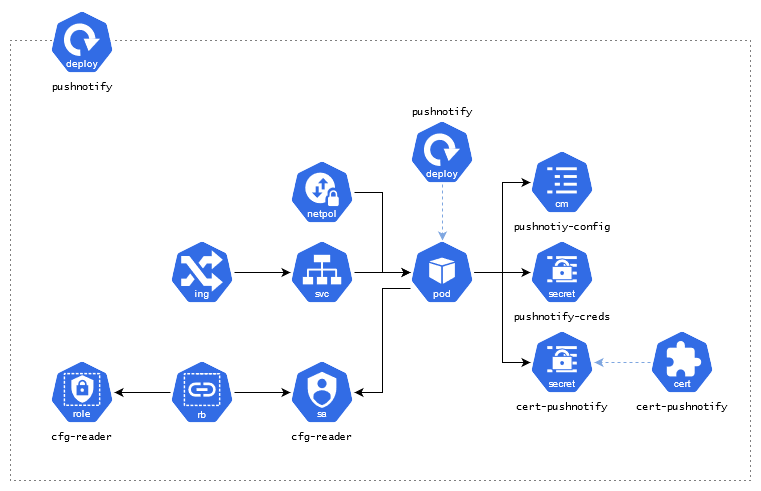 deploy
pushnotify
pushnotify
deploy
netpol
cm
pushnotiy-config
ing
svc
pod
secret
pushnotify-creds
secret
cert-pushnotify
cert
cert-pushnotify
role
cfg-reader
rb
sa
cfg-reader